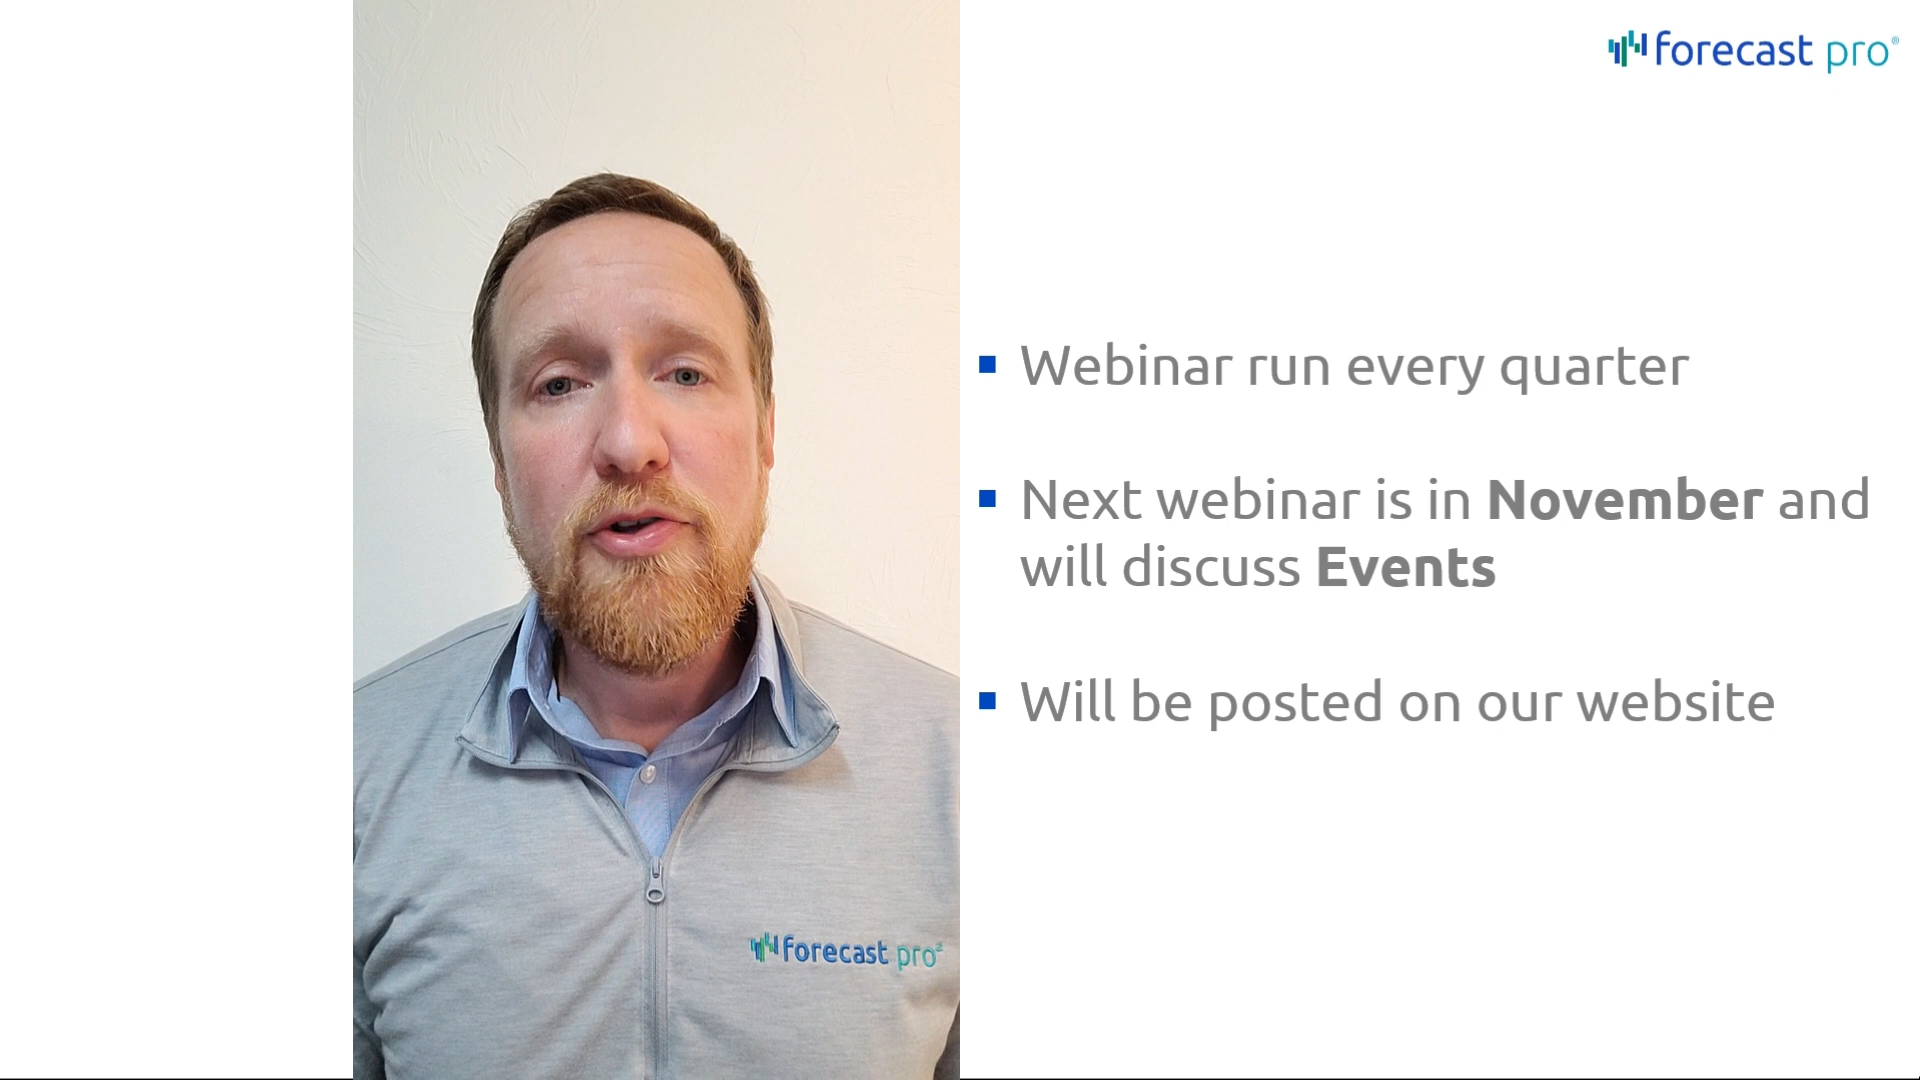 forecast pro®
Webinar run every quarter
Next webinar is in November and
will discuss Events
Will be posted on our website
forecast pro